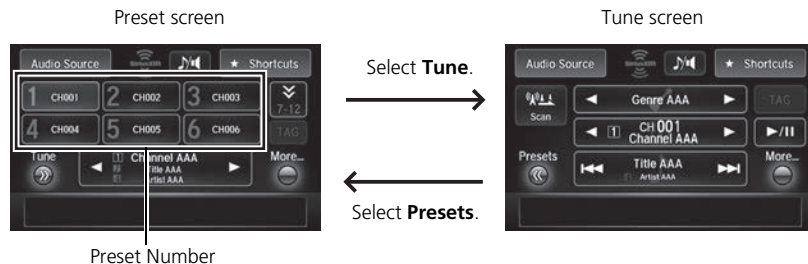 Preset screen
Audio Source
SiriusXM
★ Shortcuts
1 CH001
2 CH002
3 CH003
7-12
4 CH004
5 CH005
6 CH006
TAG
Tune
1 Channel AAA
Title AAA
Artist AAA
More...
Preset Number
Select Tune.
Select Presets.
Tune screen
Audio Source
★ Shortcuts
Scan
Genre AAA
TAG
1 CH 001
Channel AAA
Presets
Title AAA
Artist AAA
More...